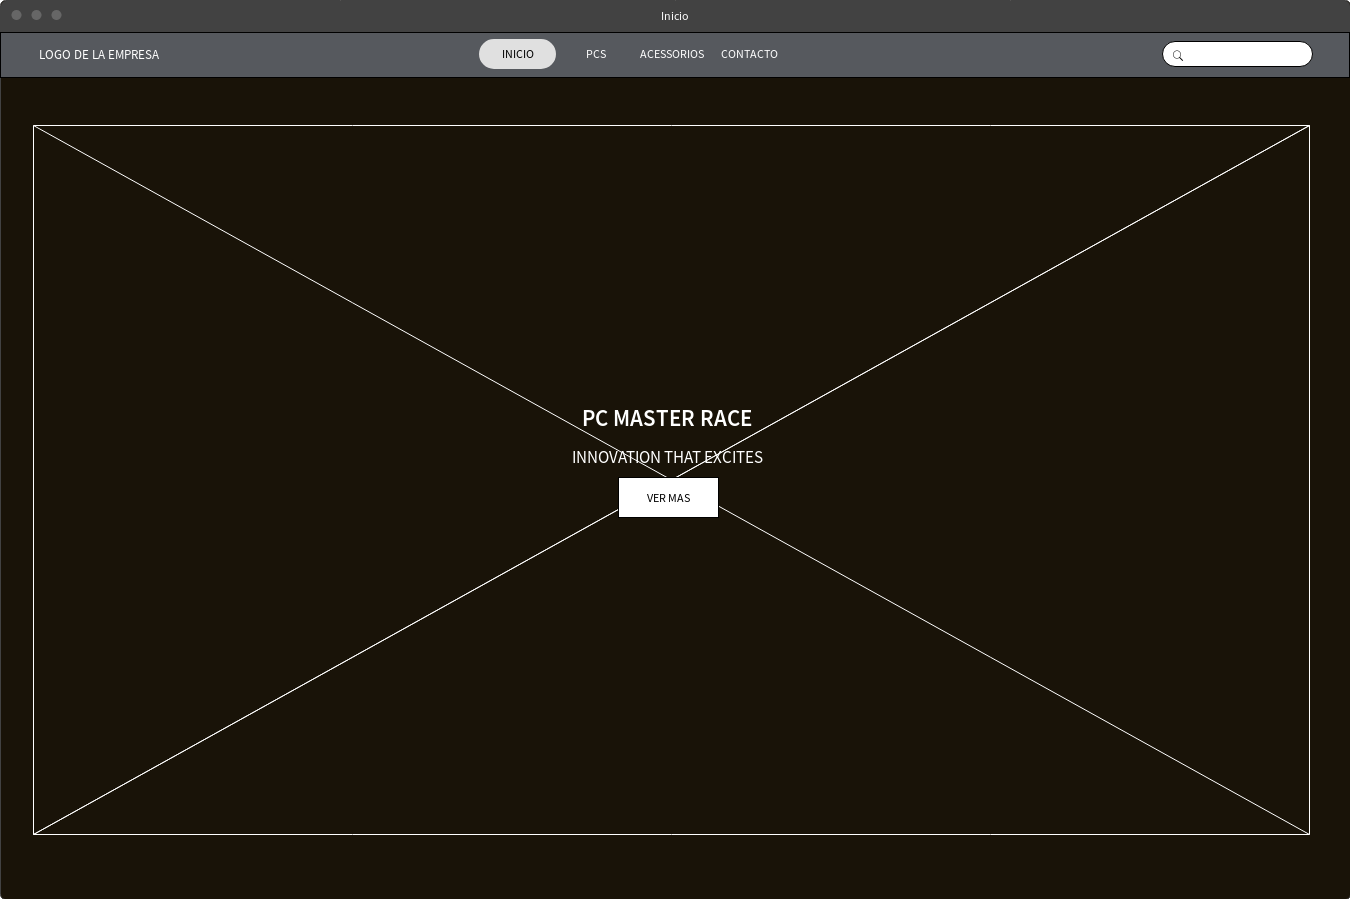 Inicio
LOGO DE LA EMPRESA
INICIO
PCS
ACESSORIOS
CONTACTO
PC MASTER RACE
INNOVATION THAT EXCITES
VER MAS